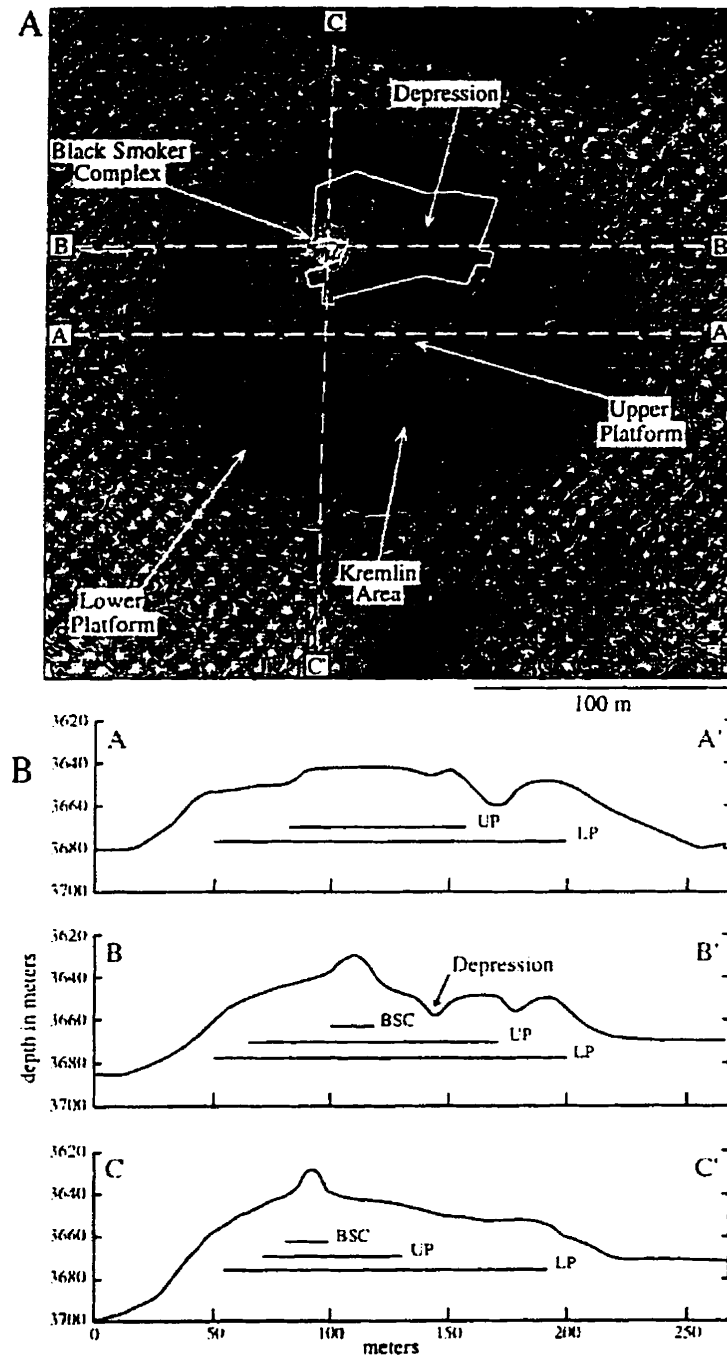 A
C
Depression
Black Smoker
Complex
B
B'
A
A'
Upper
Platform
Kremlin
Area
Lower
Platform
C'
100 m
B
depth in meters
A
A'
3620
3640
3660
3680
3700
UP
LP
B
B'
3620
3640
3660
3680
3700
Depression
BSC
UP
LP
C
C'
3620
3640
3660
3680
3700
BSC
UP
LP
0
50
100
150
200
250
meters